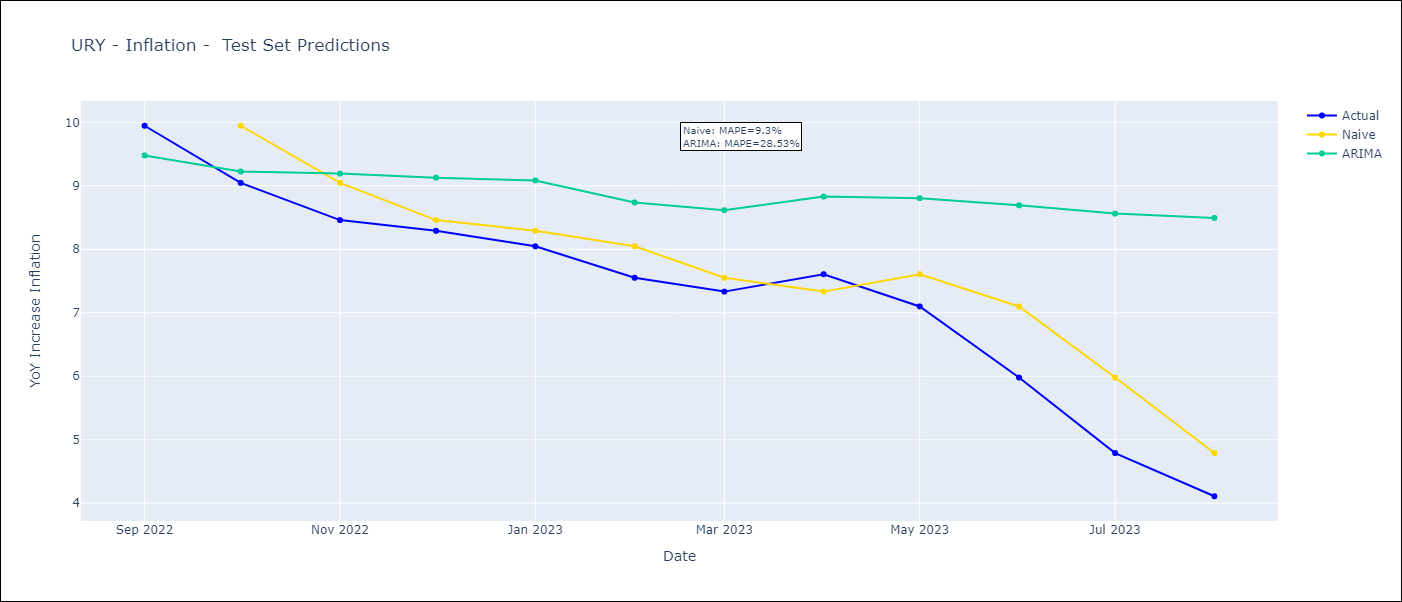 URY - Inflation -  Test Set Predictions
Actual
Naive
ARIMA
Naive: MAPE=9.3%
ARIMA: MAPE=28.53%
YoY Increase Inflation
10
9
8
7
6
5
4
Sep 2022 Nov 2022 Jan 2023 Mar 2023 May 2023 Jul 2023
Date